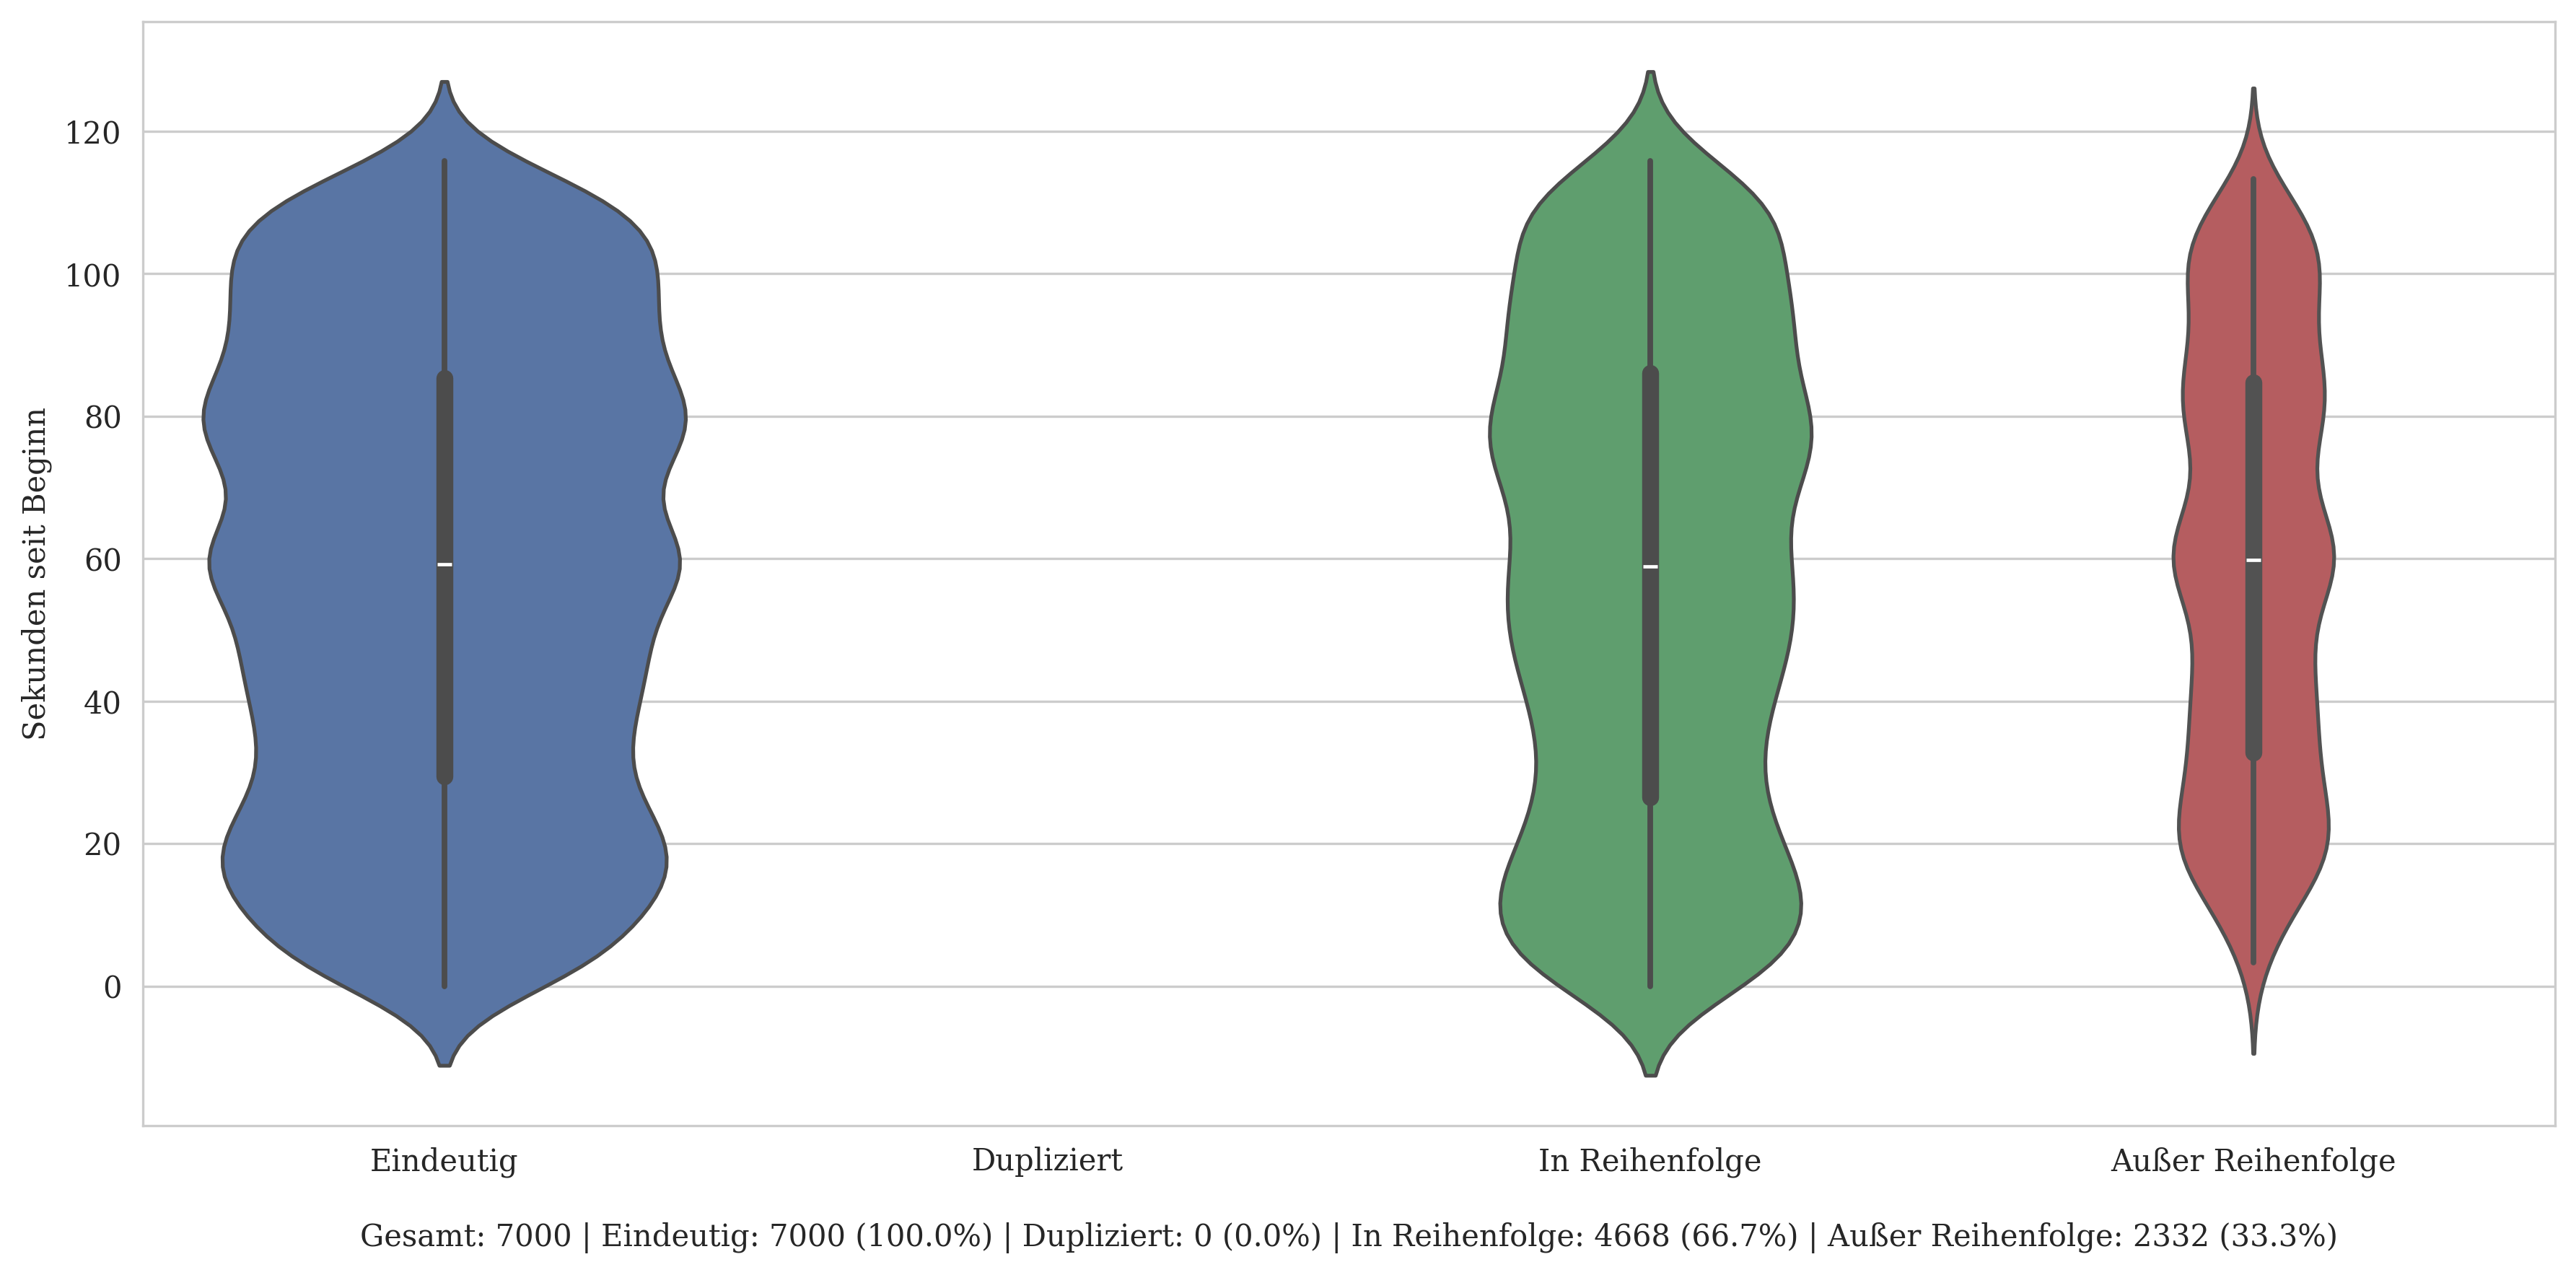 Sekunden seit Beginn
120
100
80
60
40
20
0
Eindeutig
Dupliziert
In Reihenfolge
Außer Reihenfolge
Gesamt: 7000 | Eindeutig: 7000 (100.0%) | Dupliziert: 0 (0.0%) | In Reihenfolge: 4668 (66.7%) | Außer Reihenfolge: 2332 (33.3%)